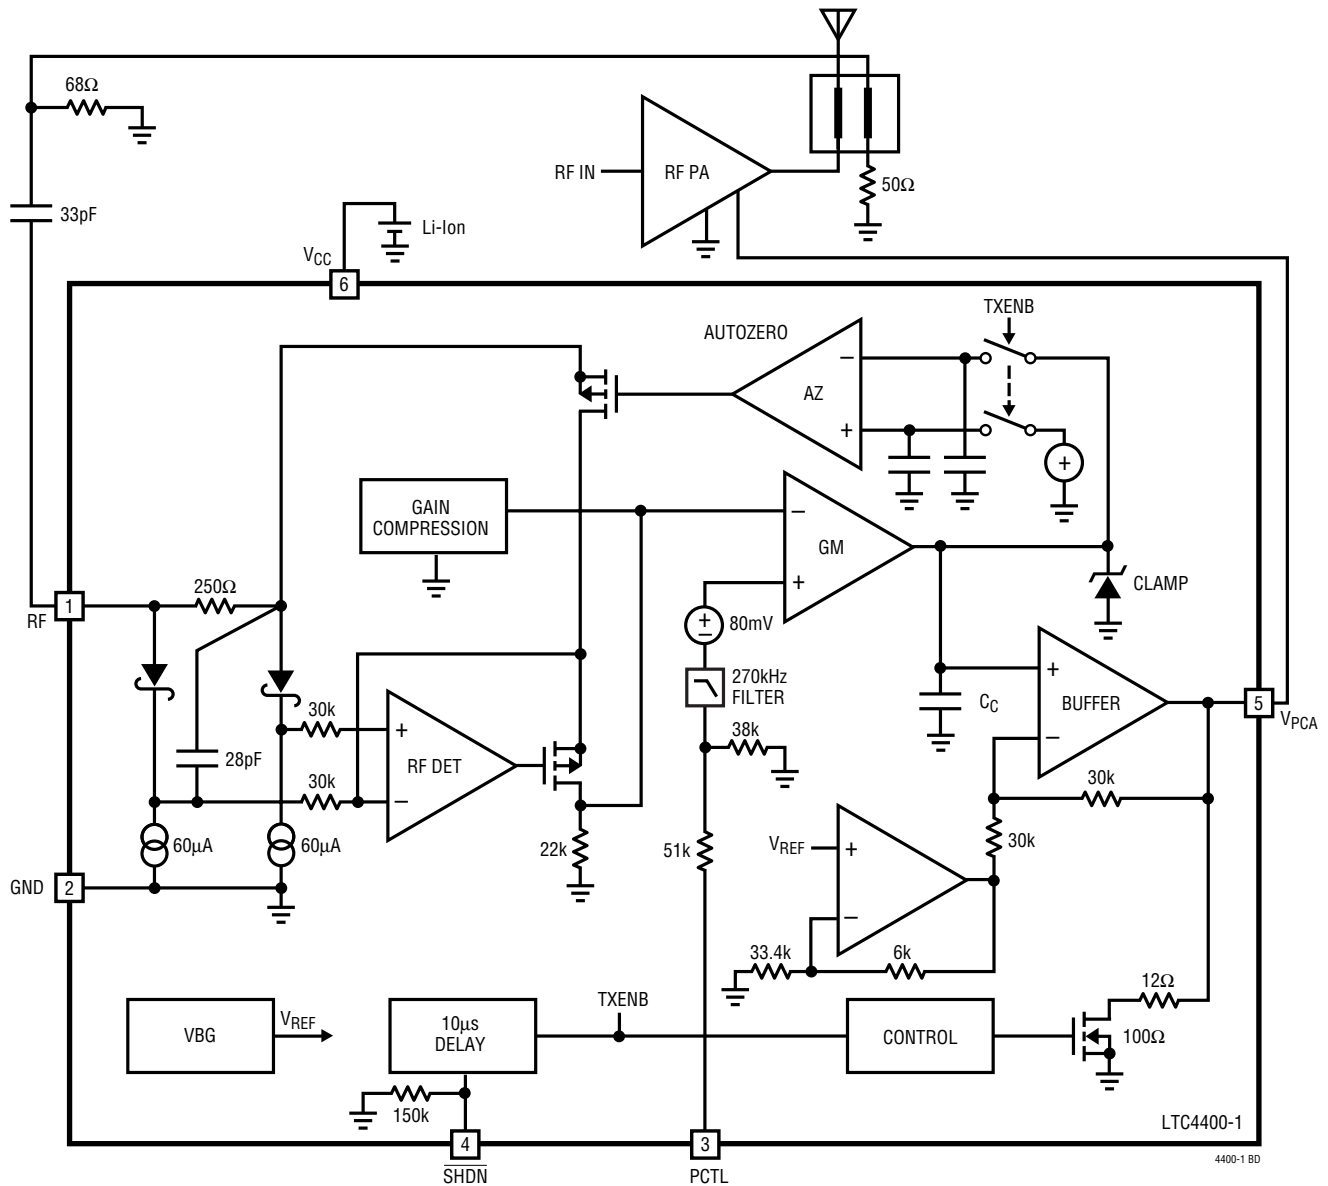 68Ω
33pF
RF IN
RF PA
50Ω
Li-Ion
VCC
6
TXENB
AUTOZERO
AZ
−
+
+
GAIN
COMPRESSION
−
GM
+
CLAMP
250Ω
1
RF
+
−
80mV
270kHz
FILTER
38k
+
BUFFER
−
CC
5
VPCA
30k
28pF
+
RF DET
−
30k
60µA
60µA
22k
51k
30k
30k
VREF
+
−
GND
2
33.4k
6k
12Ω
100Ω
VBG
VREF
10µs
DELAY
TXENB
CONTROL
150k
LTC4400-1
4
SHDN
3
PCTL
4400-1 BD